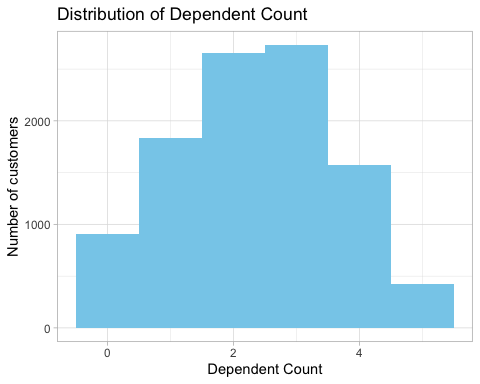 Distribution of Dependent Count
Number of customers
2000
1000
0
0 2 4
Dependent Count